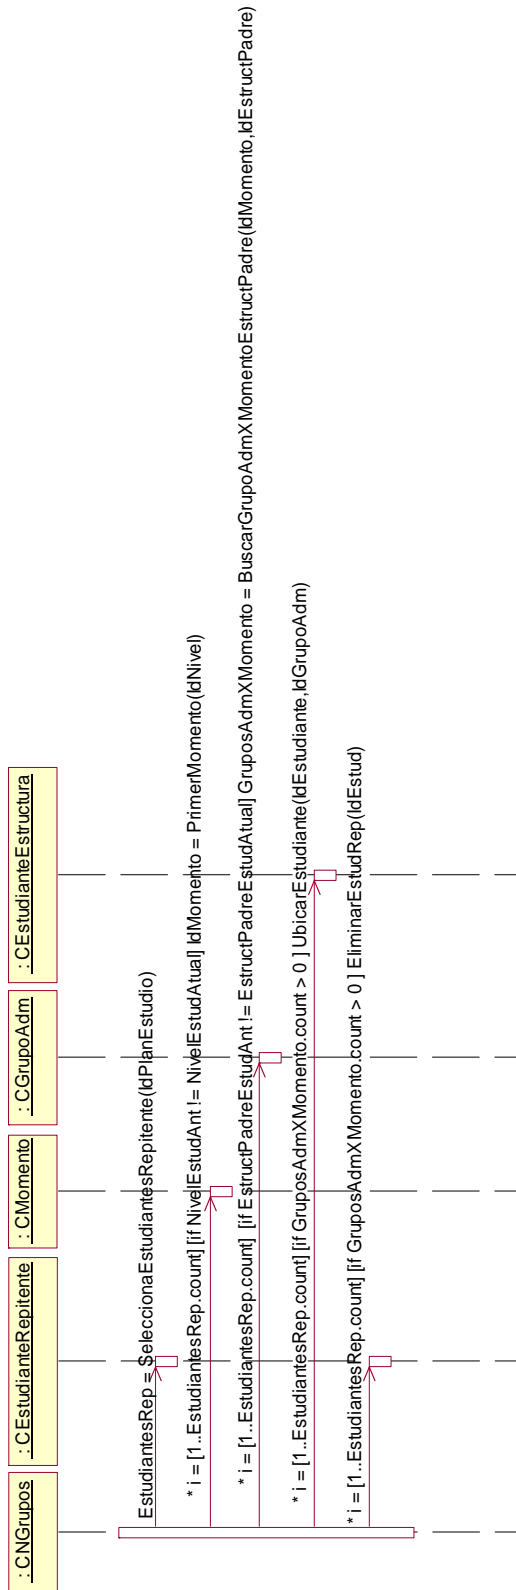 : CNGrupos
: CEstudianteRepitente
: CMomento
: CGrupoAdm
: CEstudianteEstructura
EstudiantesRep = SeleccionaEstudiantesRepitente(IdPlanEstudio)
* i = [1..EstudiantesRep.count] [if NivelEstudAnt != NivelEstudAtual] IdMomento = PrimerMomento(IdNivel)
* i = [1..EstudiantesRep.count] [if EstructPadreEstudAnt != EstructPadreEstudAtual] GruposAdmXMomento = BuscarGrupoAdmXMomentoEstructPadre(IdMomento,IdEstructPadre)
* i = [1..EstudiantesRep.count] [if GruposAdmXMomento.count > 0 ] UbicarEstudiante(IdEstudiante,IdGrupoAdm)
* i = [1..EstudiantesRep.count] [if GruposAdmXMomento.count > 0 ] EliminarEstudRep(IdEstud)